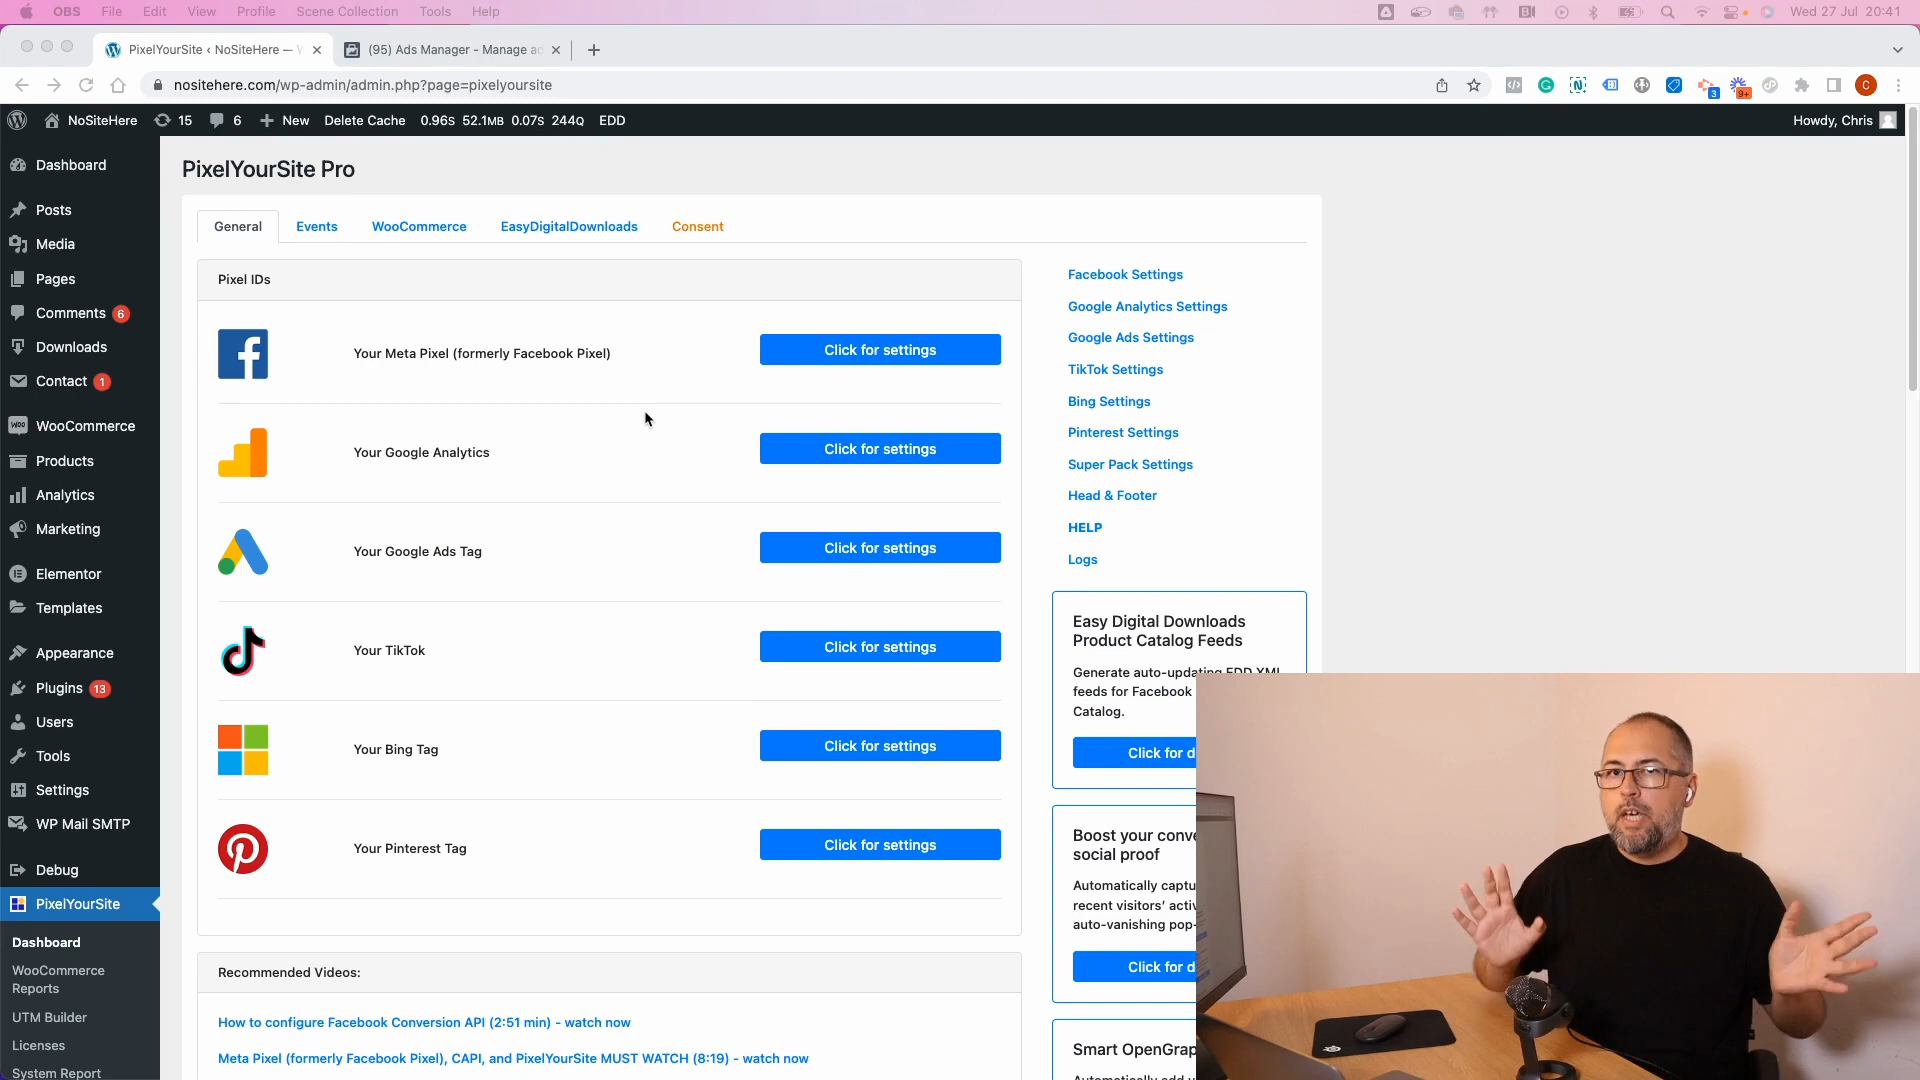 OBS File Edit View Profile Scene Collection Tools Help Wed 27 Jul 20:41
PixelYourSite ‹ NoSiteHere — W (95) Ads Manager - Manage ad
nositehere.com/wp-admin/admin.php?page=pixelyoursite
3 9+ C
NoSiteHere 15 6 New Delete Cache 0.96S 52.1MB 0.07S 244Q EDD Howdy, Chris
Dashboard
Posts
Media
Pages
Comments 6
Downloads
Contact 1
WooCommerce
Products
Analytics
Marketing
Elementor
Templates
Appearance
Plugins 13
Users
Tools
Settings
WP Mail SMTP
Debug
PixelYourSite
Dashboard
WooCommerce
Reports
UTM Builder
Licenses
System Report
PixelYourSite Pro
General Events WooCommerce EasyDigitalDownloads Consent
Pixel IDs
Your Meta Pixel (formerly Facebook Pixel) Click for settings
Your Google Analytics Click for settings
Your Google Ads Tag Click for settings
Your TikTok Click for settings
Your Bing Tag Click for settings
Your Pinterest Tag Click for settings
Recommended Videos:
How to configure Facebook Conversion API (2:51 min) - watch now
Meta Pixel (formerly Facebook Pixel), CAPI, and PixelYourSite MUST WATCH (8:19) - watch now
Facebook Settings
Google Analytics Settings
Google Ads Settings
TikTok Settings
Bing Settings
Pinterest Settings
Super Pack Settings
Head & Footer
HELP
Logs
Easy Digital Downloads
Product Catalog Feeds
Generate auto-updating EDD XML
feeds for Facebook
Catalog.
Click for d
Boost your conve
social proof
Automatically captu
recent visitors' activ
auto-vanishing pop-
Click for d
Smart OpenGrap